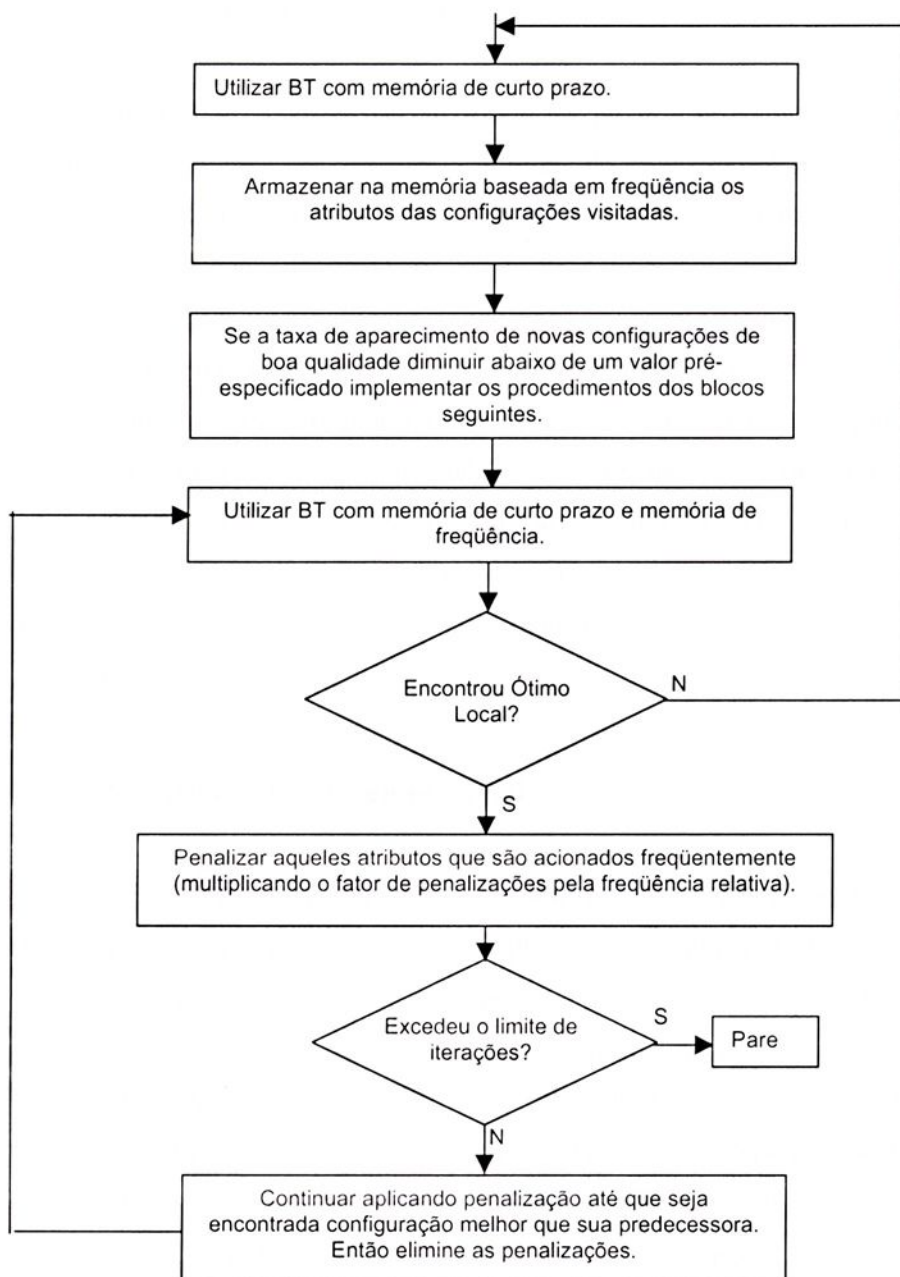 Utilizar BT com memória de curto prazo.
Armazenar na memória baseada em freqüência os
atributos das configurações visitadas.
Se a taxa de aparecimento de novas configurações de
boa qualidade diminuir abaixo de um valor pré-
especificado implementar os procedimentos dos blocos
seguintes.
Utilizar BT com memória de curto prazo e memória de
freqüência.
Encontrou Ótimo
Local?
N
S
Penalizar aqueles atributos que são acionados freqüentemente
(multiplicando o fator de penalizações pela freqüência relativa).
Excedeu o limite de
iterações?
S
Pare
N
Continuar aplicando penalização até que seja
encontrada configuração melhor que sua predecessora.
Então elimine as penalizações.